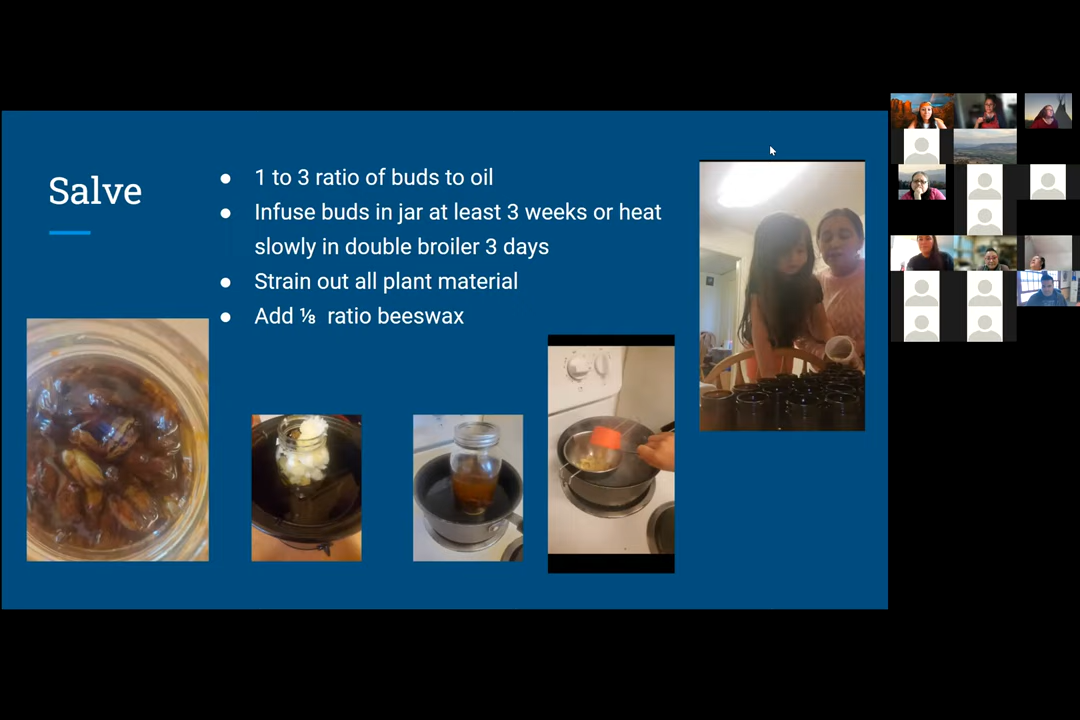 Salve
● 1 to 3 ratio of buds to oil
● Infuse buds in jar at least 3 weeks or heat
slowly in double broiler 3 days
● Strain out all plant material
● Add ⅛ ratio beeswax